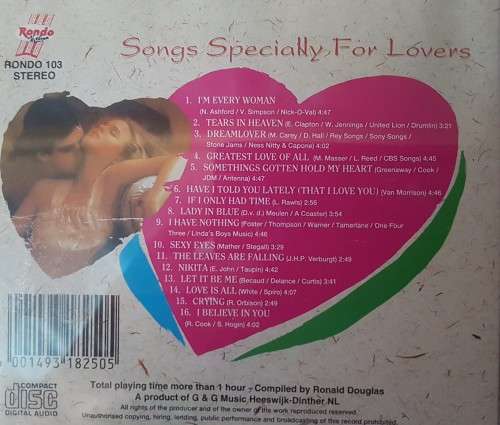 Rondo
RONDO 103
STEREO
Songs Specially For Lovers
1. I'M EVERY WOMAN
(N. Ashford / V. Simpson / Nick-O-Val) 3:21
2. TEARS IN HEAVEN (E. Clapton / W. Jennings / United Lion / Drumlin) 3:21
3. DREAMLOVER (M. Carey / D. Hall / Rey Songs / Sony Songs /
Stone Jams / Ness Nitty & Capone) 4:02
4. GREATEST LOVE OF ALL (M. Masser / L. Reed / CBS Songs) 4:45
5. SOMETHINGS GOTTEN HOLD MY HEART (Greenaway / Cook /
JDM / Antenna) 4:47
6. HAVE I TOLD YOU LATELY (THAT I LOVE YOU) (Van Morrison) 4:46
7. IF I ONLY HAD TIME (L. Rawls) 2:55
8. LADY IN BLUE (D.v. d.) Meulen / A Coaster) 3:54
9. I HAVE NOTHING (Foster / Thompson / Warner / Tamerlane / One Four
Three / Linda's Boys Music) 4:46
10. SEXY EYES (Mather / Stegall) 3:29
11. THE LEAVES ARE FALLING (J.H.P. Verburgt) 2:49
12. NIKITA (E. John / Taupin) 4:42
13. LET IT BE ME (Becaud / Delance / Curtis) 3:41
14. LOVE IS ALL (White / Spiro) 4:07
15. CRYING (R. Orbison) 2:49
16. I BELIEVE IN YOU
(R. Cook / S. Hogin) 4:02
001493 182505
COMPACT
disc
DIGITAL AUDIO
Total playing time more than 1 hour - Compiled by Ronald Douglas
A product of G & G Music Heeswijk-Dinther NL
All rights of the producer and of the owner of the work reproduced reserved.
Unauthorised copying, hiring, lending, public performance and broadcasting of this record prohibited.